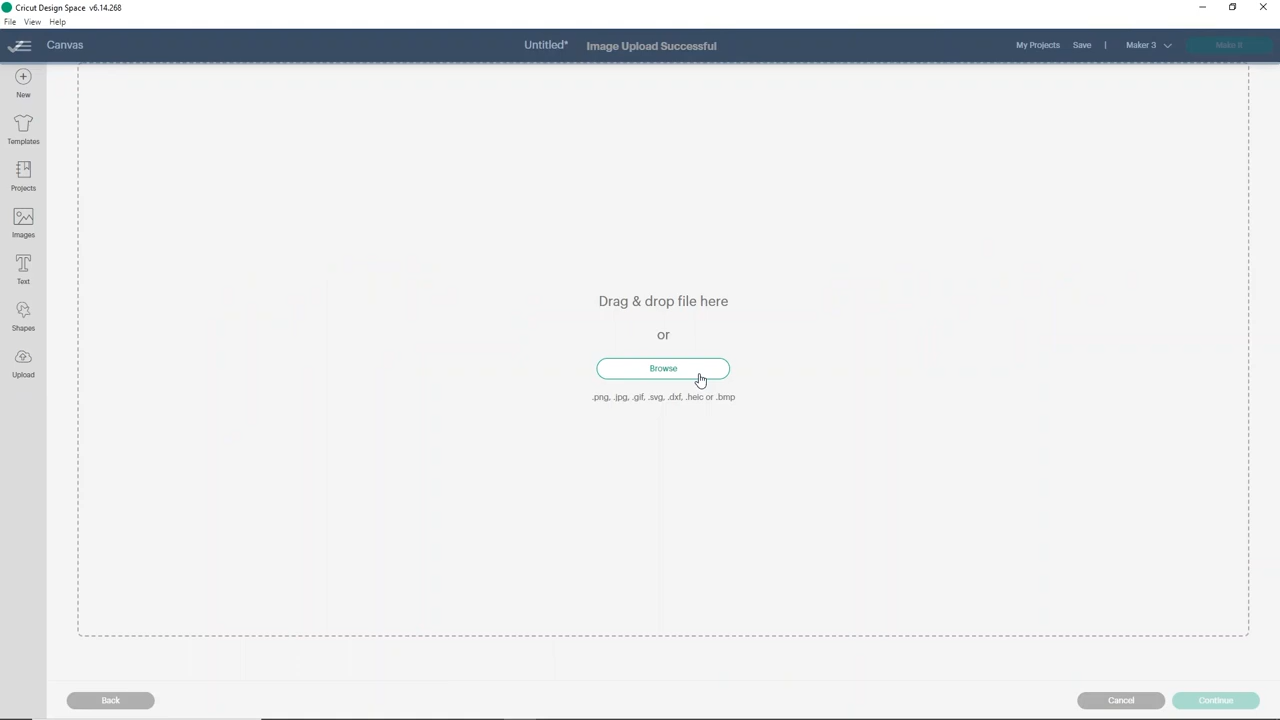 Cricut Design Space v6.14.268
File View Help
Canvas Untitled* Image Upload Successful My Projects Save | Maker 3 Make It
New
Templates
Projects
Images
Text
Shapes
Upload
Drag & drop file here
or
Browse
.png, .jpg, .gif, .svg, .dxf, .heic or .bmp
Back Cancel Continue